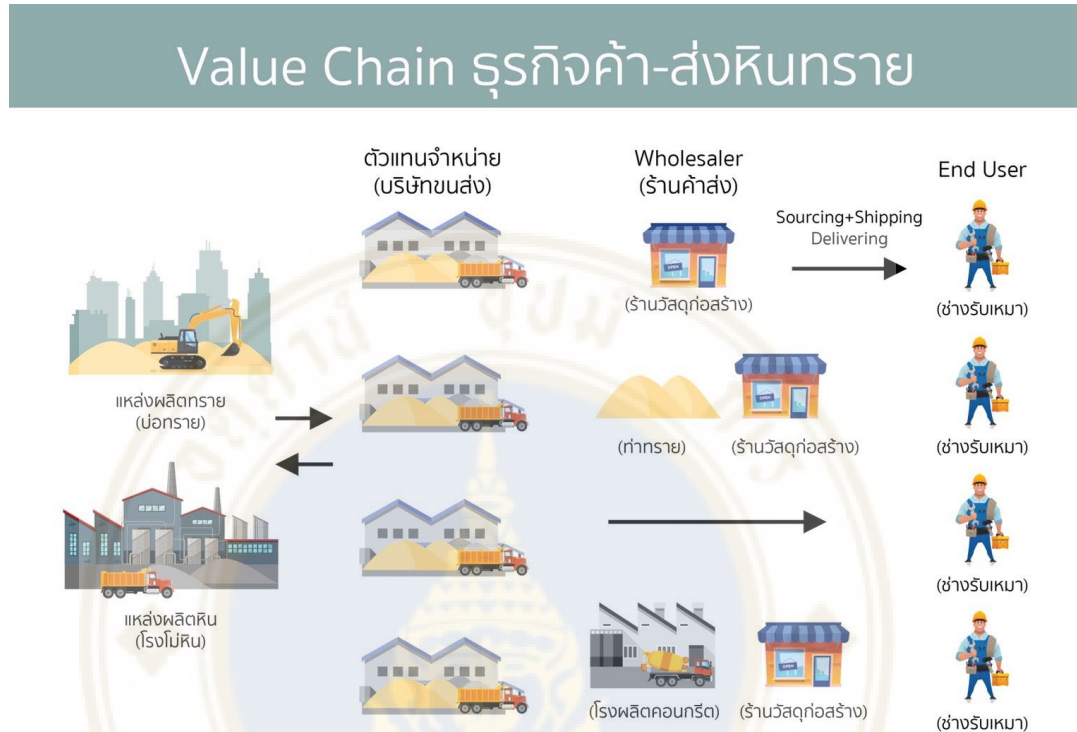 Value Chain ธุรกิจค้า-ส่งหินทราย
ตัวแทนจำหน่าย
(บริษัทขนส่ง)
Wholesaler
(ร้านค้าส่ง)
End User
Sourcing+Shipping
Delivering
(ร้านวัสดุก่อสร้าง)
(ช่างรับเหมา)
แหล่งผลิตทราย
(บ่อทราย)
(ท่าทราย)
(ร้านวัสดุก่อสร้าง)
(ช่างรับเหมา)
OPEN
OPEN
(ช่างรับเหมา)
แหล่งผลิตหิน
(โรงโม่หิน)
OPEN
(โรงผลิตคอนกรีต)
(ร้านวัสดุก่อสร้าง)
(ช่างรับเหมา)